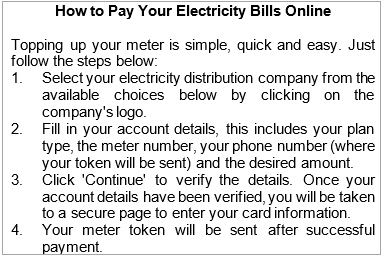 How to Pay Your Electricity Bills Online
Topping up your meter is simple, quick and easy. Just
follow the steps below:
1. Select your electricity distribution company from the
available choices below by clicking on the
company's logo.
2. Fill in your account details, this includes your plan
type, the meter number, your phone number (where
your token will be sent) and the desired amount.
3. Click 'Continue' to verify the details. Once your
account details have been verified, you will be taken
to a secure page to enter your card information.
4. Your meter token will be sent after successful
payment.